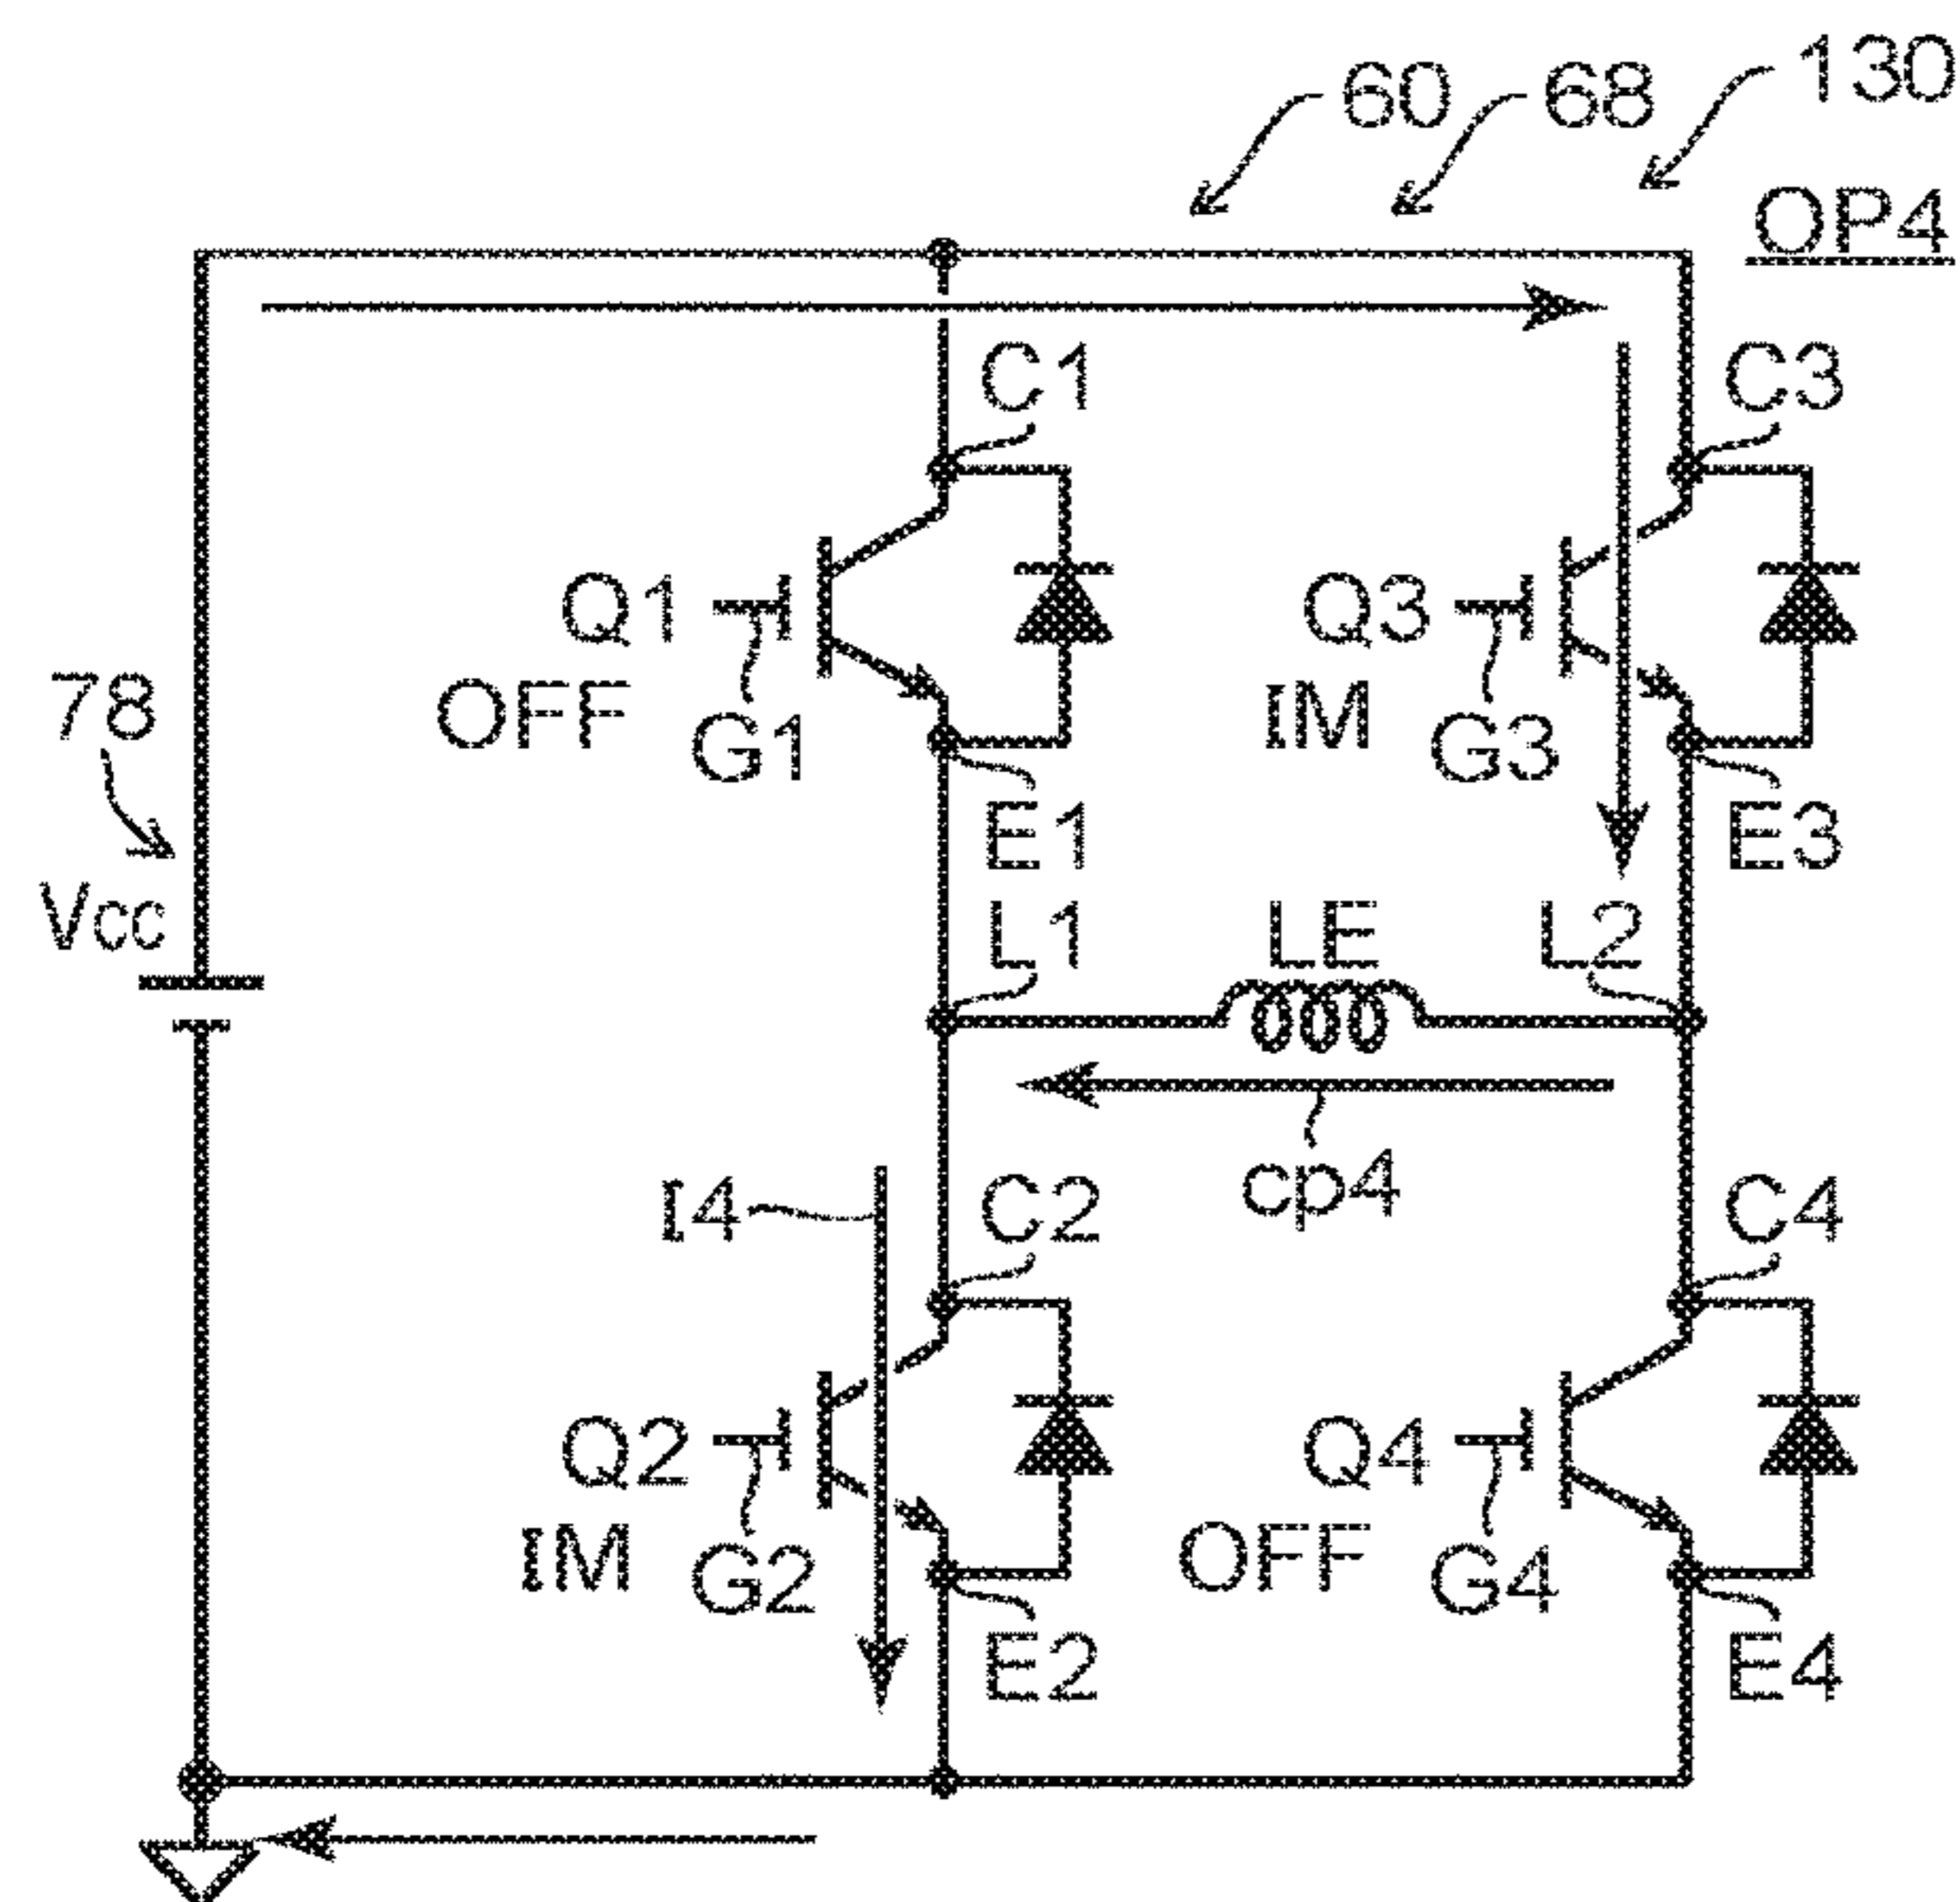 60 68 130
OP4
C1 C3
Q1 Q3
OFF G1 IM G3
78
E1 E3
Vcc
L1 LE L2
cp4
I4 C2 C4
Q2 Q4
IM G2 OFF G4
E2 E4